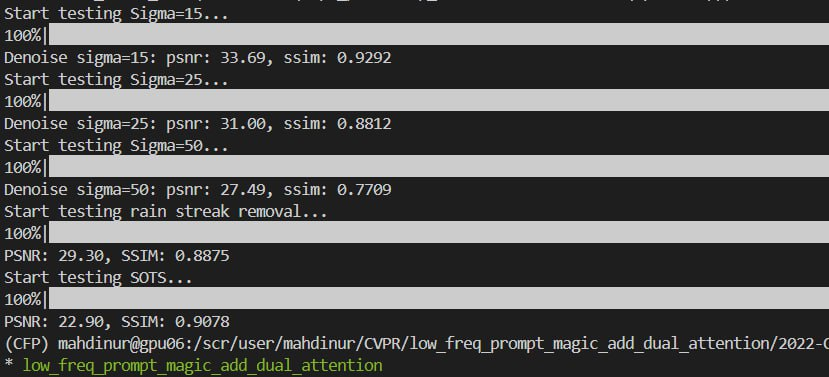 Start testing Sigma=15...
100%|
Denoise sigma=15: psnr: 33.69, ssim: 0.9292
Start testing Sigma=25...
100%|
Denoise sigma=25: psnr: 31.00, ssim: 0.8812
Start testing Sigma=50...
100%|
Denoise sigma=50: psnr: 27.49, ssim: 0.7709
Start testing rain streak removal...
100%|
PSNR: 29.30, SSIM: 0.8875
Start testing SOTS...
100%|
PSNR: 22.90, SSIM: 0.9078
(CFP) mahdinur@gpu06:/scr/user/mahdinur/CVPR/low_freq_prompt_magic_add_dual_attention/2022-C
* low_freq_prompt_magic_add_dual_attention